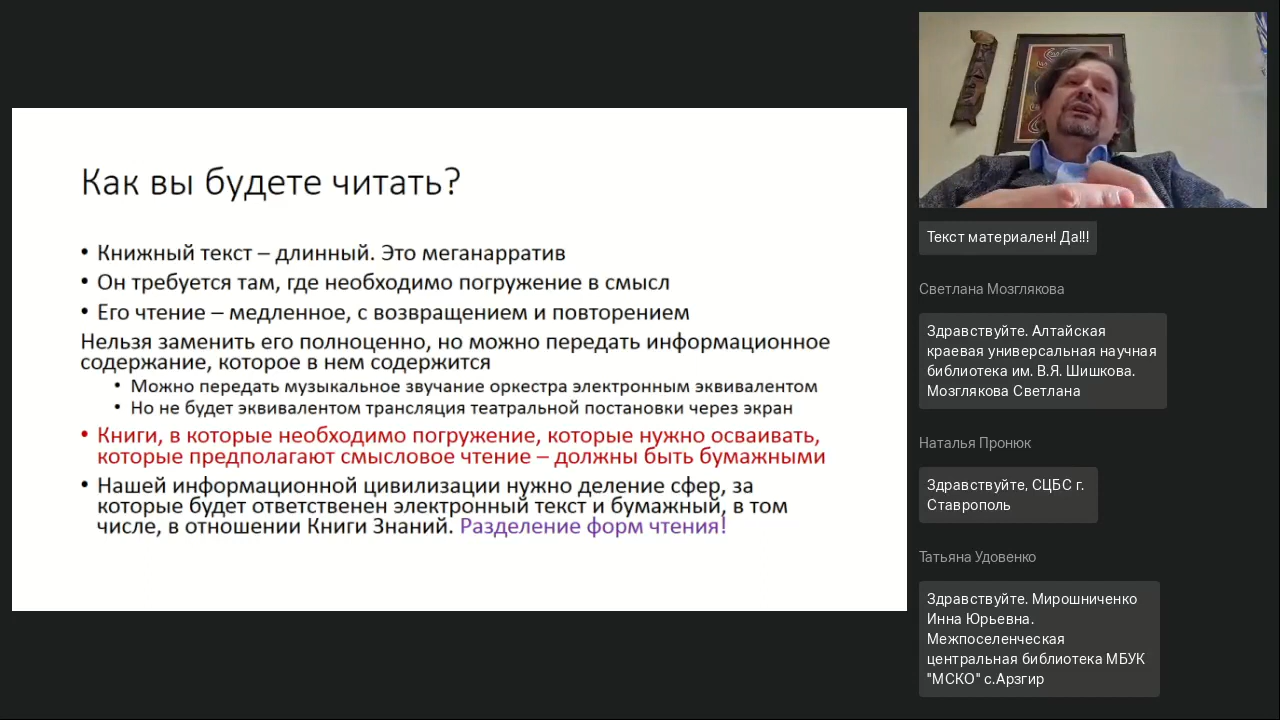 Как вы будете читать?
• Книжный текст – длинный. Это меганарратив
• Он требуется там, где необходимо погружение в смысл
• Его чтение – медленное, с возвращением и повторением
Нельзя заменить его полноценно, но можно передать информационное
содержание, которое в нем содержится
• Можно передать музыкальное звучание оркестра электронным эквивалентом
• Но не будет эквивалентом трансляция театральной постановки через экран
• Книги, в которые необходимо погружение, которые нужно осваивать,
которые предполагают смысловое чтение – должны быть бумажными
• Нашей информационной цивилизации нужно деление сфер, за
которые будет ответственен электронный текст и бумажный, в том
числе, в отношении Книги Знаний. Разделение форм чтения!
Текст материален! Да!!!
Светлана Мозглякова
Здравствуйте. Алтайская
краевая универсальная научная
библиотека им. В.Я. Шишкова.
Мозглякова Светлана
Наталья Пронюк
Здравствуйте, СЦБС г.
Ставрополь
Татьяна Удовенко
Здравствуйте. Мирошниченко
Инна Юрьевна.
Межпоселенческая
центральная библиотека МБУК
"МСКО" с.Арзгир